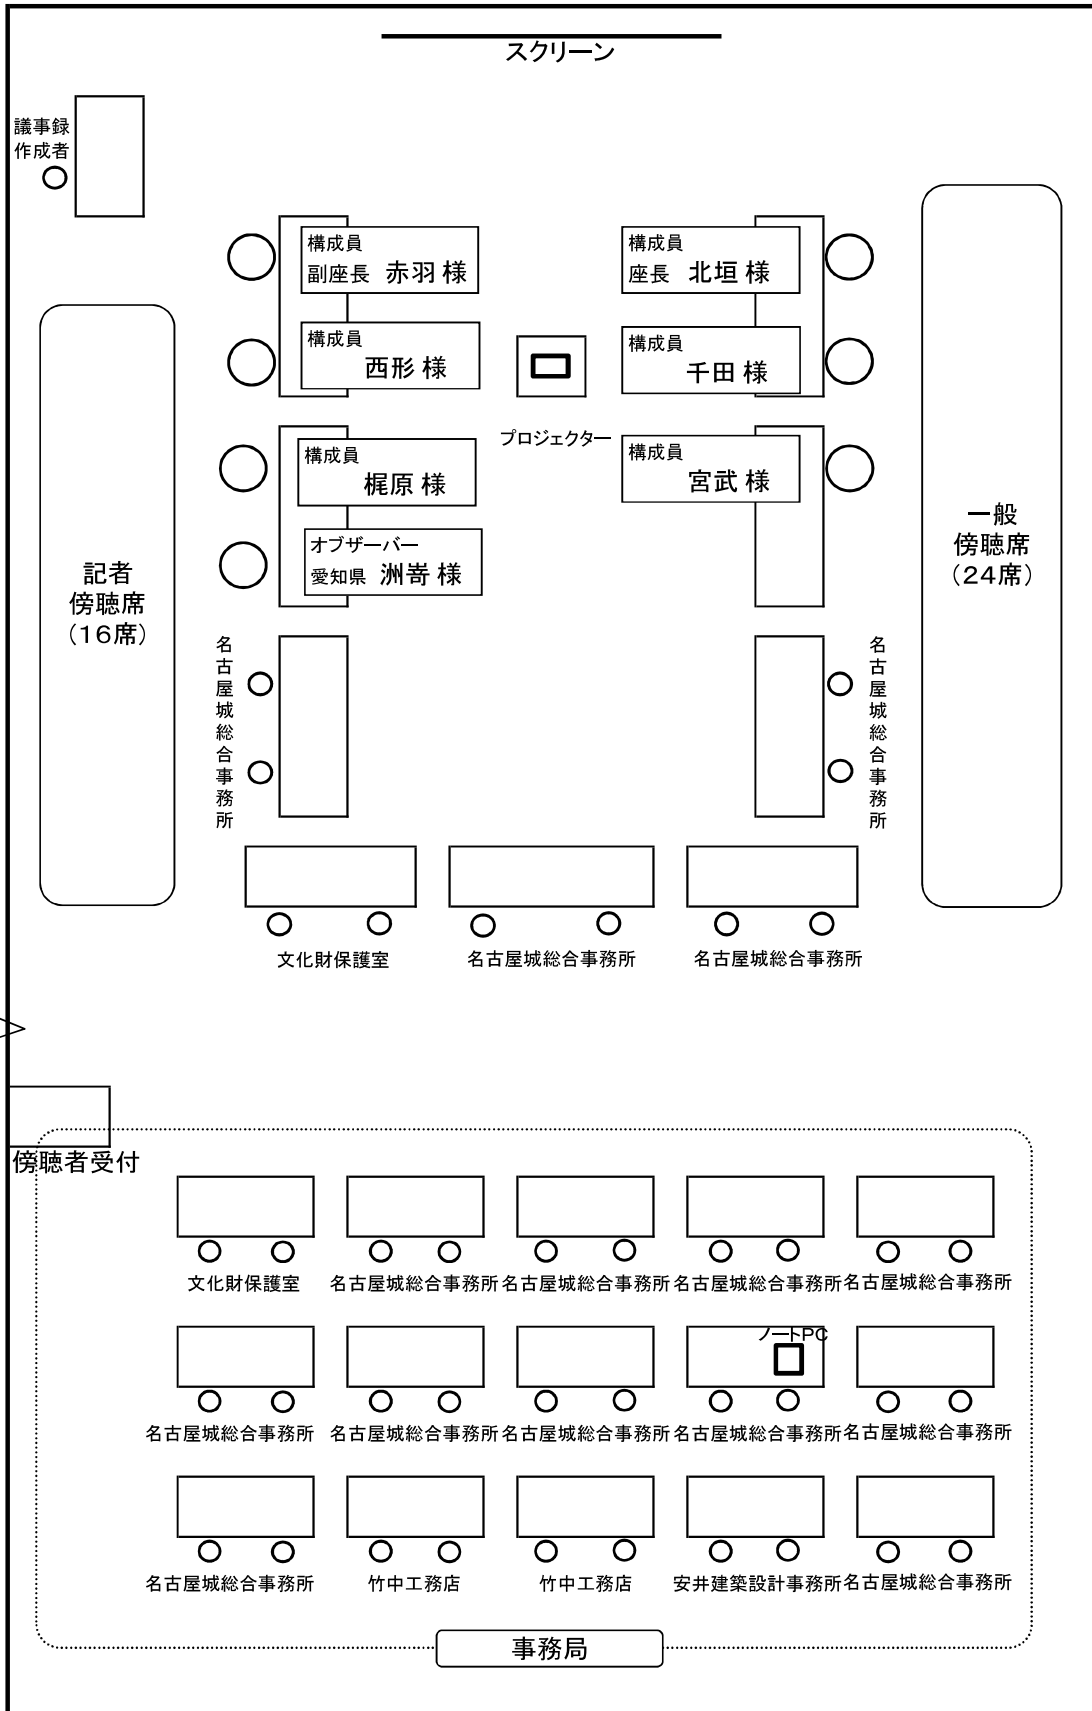 スクリーン
議事録
作成者
構成員
副座長 赤羽 様
構成員
座長 北垣 様
構成員
西形 様
構成員
千田 様
プロジェクター
構成員
梶原 様
構成員
宮武 様
オブザーバー
愛知県 洲嵜 様
記者
傍聴席
(16席)
一般
傍聴席
(24席)
名古屋城総合事務所
名古屋城総合事務所
文化財保護室
名古屋城総合事務所
名古屋城総合事務所
傍聴者受付
文化財保護室
名古屋城総合事務所
名古屋城総合事務所
名古屋城総合事務所
名古屋城総合事務所
ノートPC
名古屋城総合事務所
名古屋城総合事務所
名古屋城総合事務所
名古屋城総合事務所
名古屋城総合事務所
名古屋城総合事務所
竹中工務店
竹中工務店
安井建築設計事務所
名古屋城総合事務所
事務局